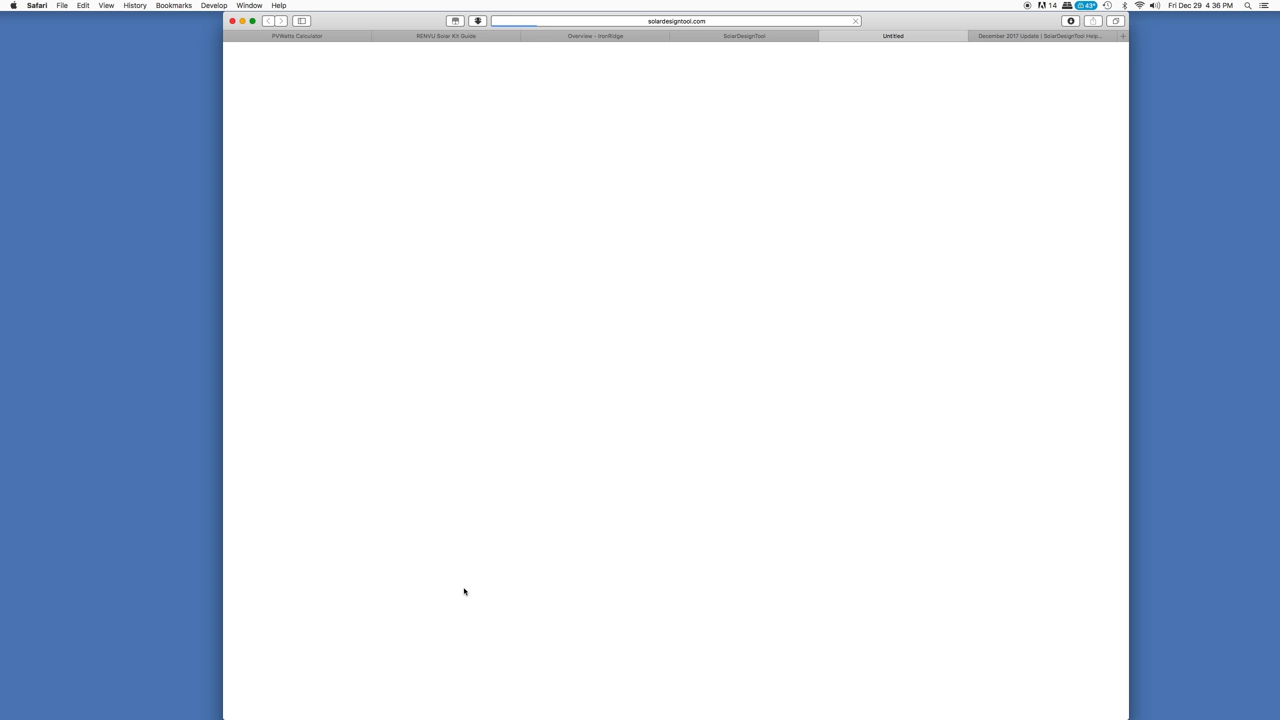 Safari File Edit View History Bookmarks Develop Window Help 14 43° Fri Dec 29 4:36 PM
solardesigntool.com
PVWatts Calculator RENVU Solar Kit Guide Overview - IronRidge SolarDesignTool Untitled December 2017 Update | SolarDesignTool Help...